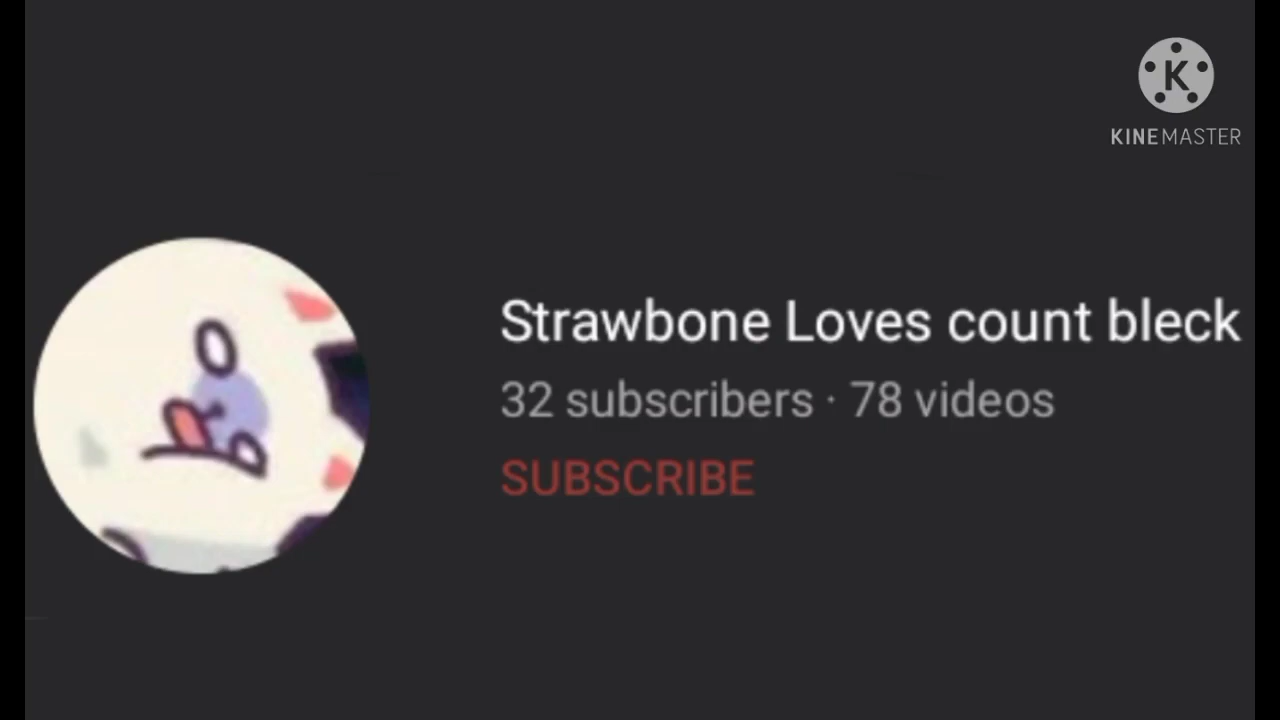 K
KINEMASTER
Strawbone Loves count bleck
32 subscribers · 78 videos
SUBSCRIBE